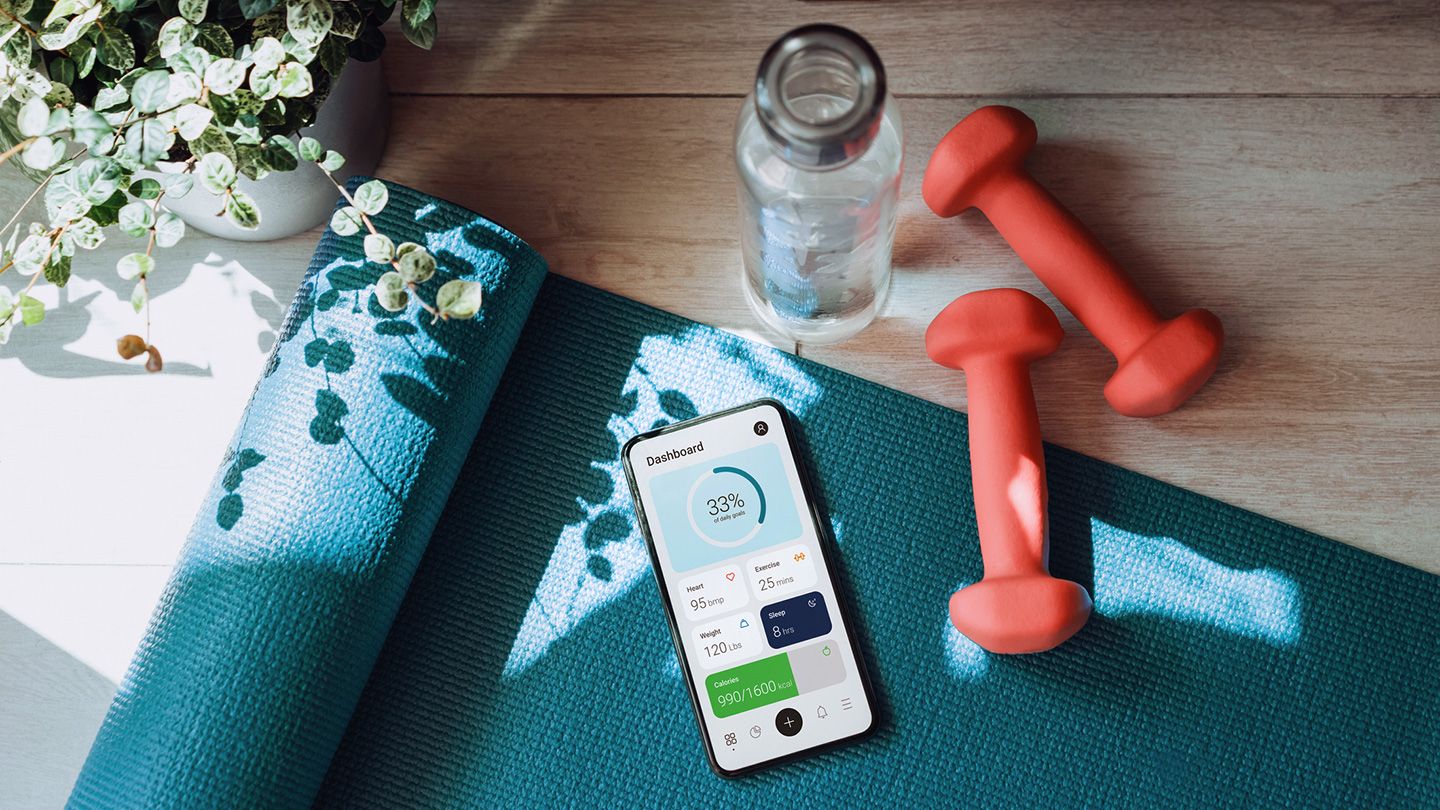 Dashboard
33%
of daily goals
Heart
95 bmp
Exercise
25 mins
Weight
120 Lbs
Sleep
8 hrs
Calories
990/1600 kcal